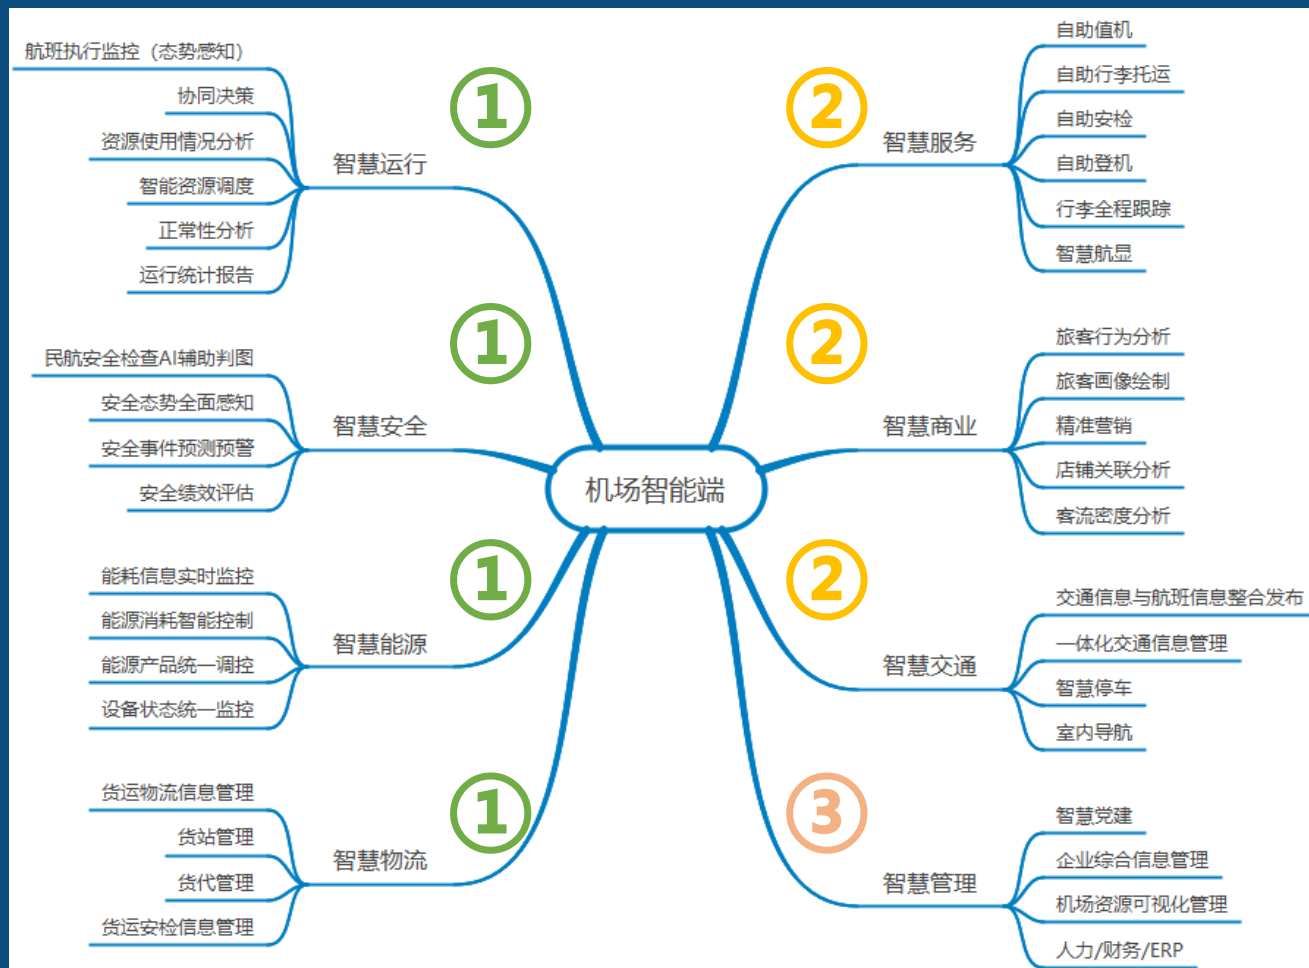 航班执行监控（态势感知）
协同决策
资源使用情况分析
智能资源调度
正常性分析
运行统计报告
智慧运行
①
民航安全检查AI辅助判图
安全态势全面感知
安全事件预测预警
安全绩效评估
智慧安全
①
能耗信息实时监控
能源消耗智能控制
能源产品统一调控
设备状态统一监控
智慧能源
①
货运物流信息管理
货站管理
货代管理
货运安检信息管理
智慧物流
①
机场智能端
②
智慧服务
自助值机
自助行李托运
自助安检
自助登机
行李全程跟踪
智慧航显
②
智慧商业
旅客行为分析
旅客画像绘制
精准营销
店铺关联分析
客流密度分析
②
智慧交通
交通信息与航班信息整合发布
一体化交通信息管理
智慧停车
室内导航
③
智慧管理
智慧党建
企业综合信息管理
机场资源可视化管理
人力/财务/ERP